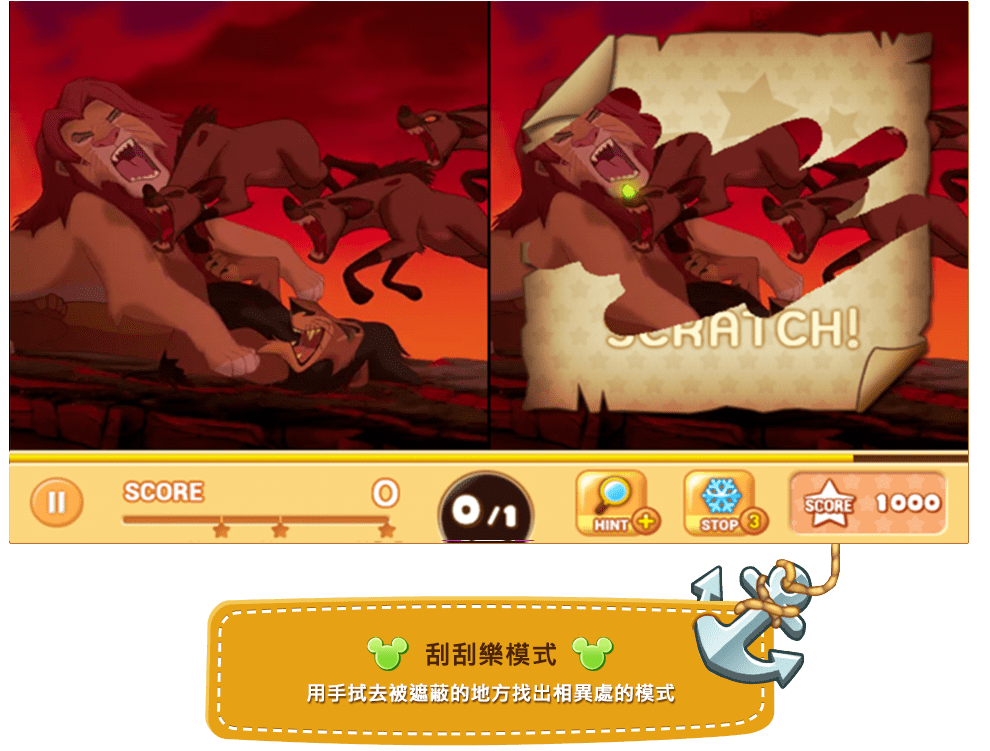 SCRATCH!
SCORE
0
0/1
HINT
+
STOP
3
SCORE
1000
刮刮樂模式
用手拭去被遮蔽的地方找出相異處的模式